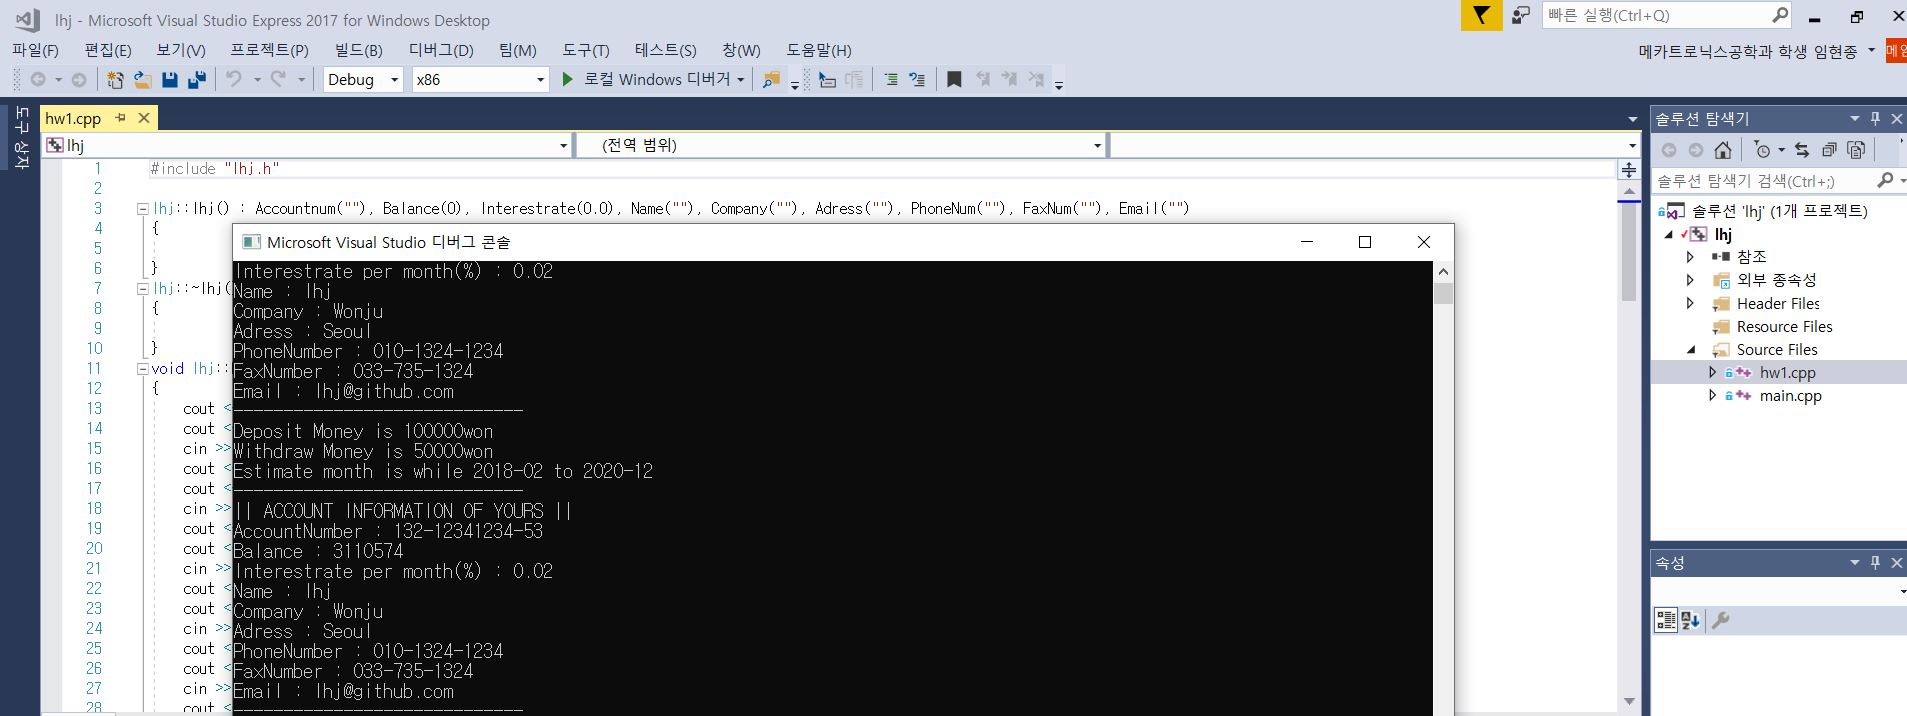 lhj - Microsoft Visual Studio Express 2017 for Windows Desktop
빠른 실행(Ctrl+Q)
파일(F) 편집(E) 보기(V) 프로젝트(P) 빌드(B) 디버그(D) 팀(M) 도구(T) 테스트(S) 창(W) 도움말(H)
메카트로닉스공학과 학생 임현종
메임
Debug x86 로컬 Windows 디버거
도구 상자
hw1.cpp
lhj (전역 범위)
1 #include "lhj.h"
2
3 lhj::lhj() : Accountnum(""), Balance(0), Interestrate(0.0), Name(""), Company(""), Adress(""), PhoneNum(""), FaxNum(""), Email("")
4 {
5
6 }
7 lhj::~lhj(
8 {
9
10 }
11 void lhj::
12 {
13 cout <
14 cout <
15 cin >>
16 cout <
17 cout <
18 cin >>
19 cout <
20 cout <
21 cin >>
22 cout <
23 cout <
24 cin >>
25 cout <
26 cout <
27 cin >>
28 cout <
Microsoft Visual Studio 디버그 콘솔
Interestrate per month(%) : 0.02
Name : lhj
Company : Wonju
Adress : Seoul
PhoneNumber : 010-1324-1234
FaxNumber : 033-735-1324
Email : lhj@github.com
-----------------------------
Deposit Money is 100000won
Withdraw Money is 50000won
Estimate month is while 2018-02 to 2020-12
-----------------------------
|| ACCOUNT INFORMATION OF YOURS ||
AccountNumber : 132-12341234-53
Balance : 3110574
Interestrate per month(%) : 0.02
Name : lhj
Company : Wonju
Adress : Seoul
PhoneNumber : 010-1324-1234
FaxNumber : 033-735-1324
Email : lhj@github.com
-----------------------------
솔루션 탐색기
솔루션 탐색기 검색(Ctrl+;)
솔루션 'lhj' (1개 프로젝트)
lhj
참조
외부 종속성
Header Files
Resource Files
Source Files
hw1.cpp
main.cpp
속성